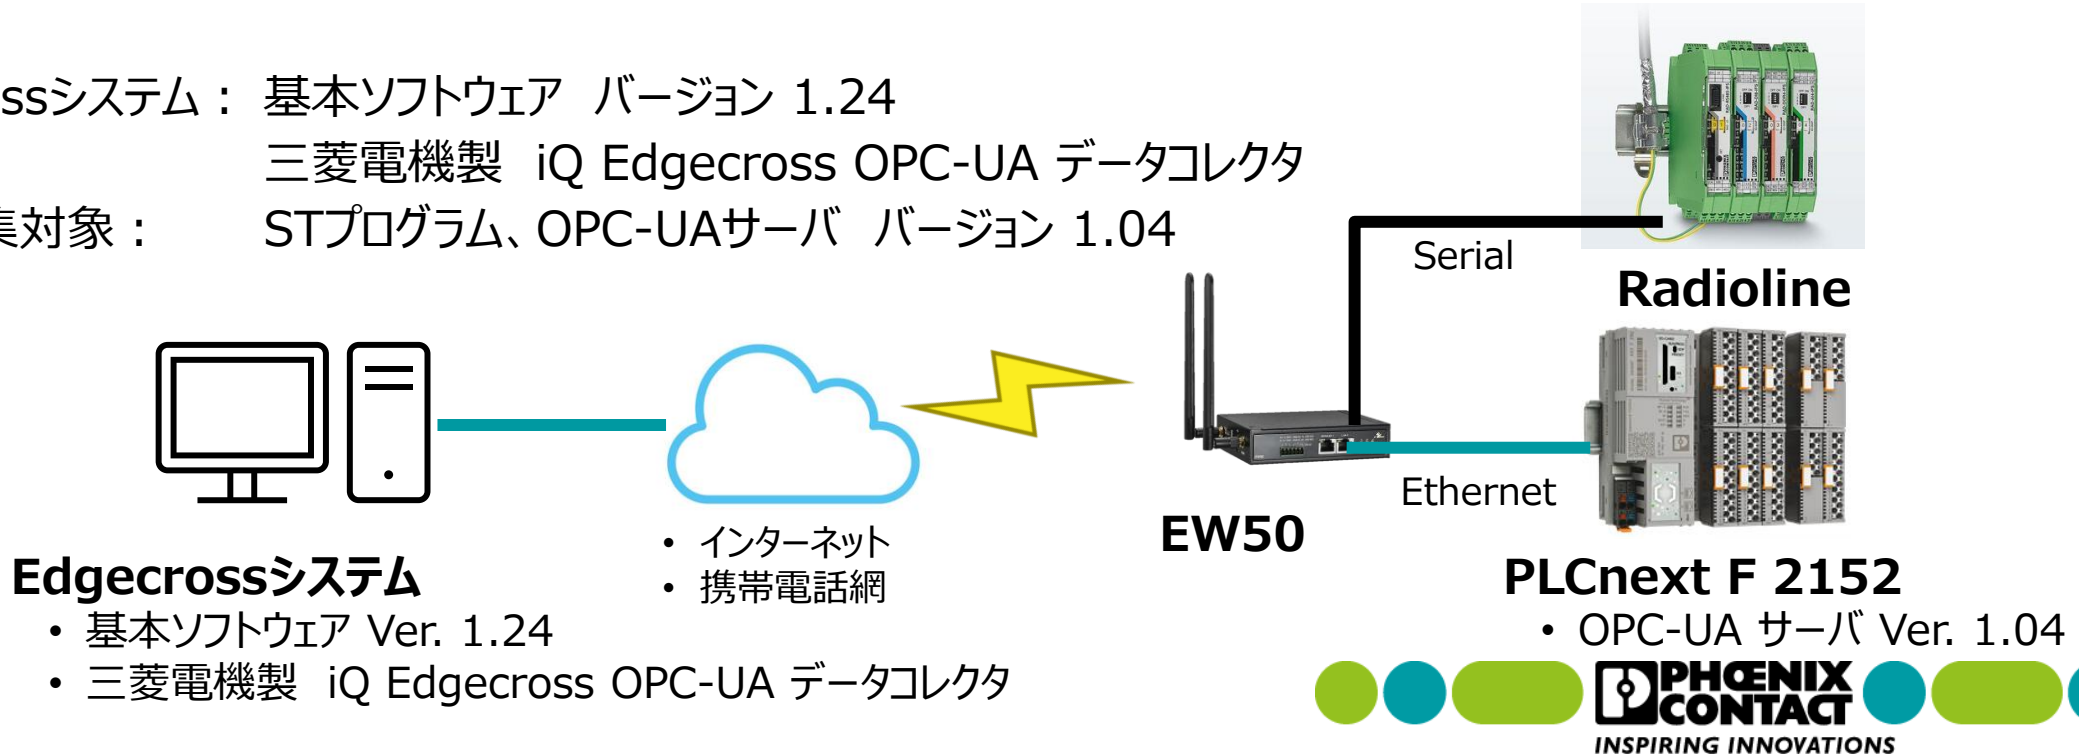 ssシステム： 基本ソフトウェア バージョン 1.24
三菱電機製 iQ Edgecross OPC-UA データコレクタ
集対象： STプログラム、OPC-UAサーバ バージョン 1.04
Serial
Radioline
Ethernet
EW50
• インターネット
• 携帯電話網
Edgecrossシステム
• 基本ソフトウェア Ver. 1.24
• 三菱電機製 iQ Edgecross OPC-UA データコレクタ
PLCnext F 2152
• OPC-UA サーバ Ver. 1.04
PHŒNIX
CONTACT
INSPIRING INNOVATIONS